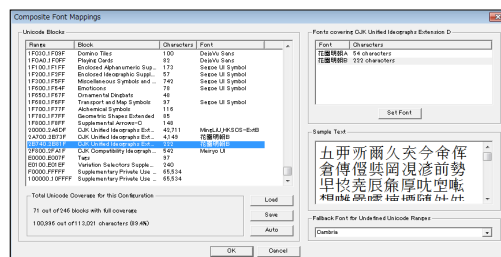 Composite Font Mappings
Unicode Blocks
Range Block Characters Font
1F030..1F09F Domino Tiles 100 DejaVu Sans
1F0A0..1F0FF Playing Cards 82 DejaVu Sans
1F100..1F1FF Enclosed Alphanumeric Sup... 173 Segoe UI Symbol
1F200..1F2FF Enclosed Ideographic Suppl... 57 Segoe UI Symbol
1F300..1F5FF Miscellaneous Symbols and ... 742 Segoe UI Symbol
1F600..1F64F Emoticons 78 Segoe UI Symbol
1F650..1F67F Ornamental Dingbats 48
1F680..1F6FF Transport and Map Symbols 97 Segoe UI Symbol
1F700..1F77F Alchemical Symbols 116
1F780..1F7FF Geometric Shapes Extended 85
1F800..1F8FF Supplemental Arrows-C 148
20000..2A6DF CJK Unified Ideographs Ext... 42,711 MingLiU_HKSCS-ExtB
2A700..2B73F CJK Unified Ideographs Ext... 4,149 花園明朝B
2B740..2B81F CJK Unified Ideographs Ext... 222 花園明朝B
2F800..2FA1F CJK Compatibility Ideograph... 542 Meiryo UI
E0000..E007F Tags 97
E0100..E01EF Variation Selectors Supple... 240
F0000..FFFFF Supplementary Private Use ... 65,534
100000..10FFFF Supplementary Private Use ... 65,534
Total Unicode Coverage for this Configuration
71 out of 246 blocks with full coverage
100,996 out of 113,021 characters (89.4%)
Load
Save
Auto
OK Cancel
Fonts covering CJK Unified Ideographs Extension D
Font Characters
花園明朝A 54 characters
花園明朝B 222 characters
Set Font
Sample Text
Fallback Font for Undefined Unicode Ranges
Cambria